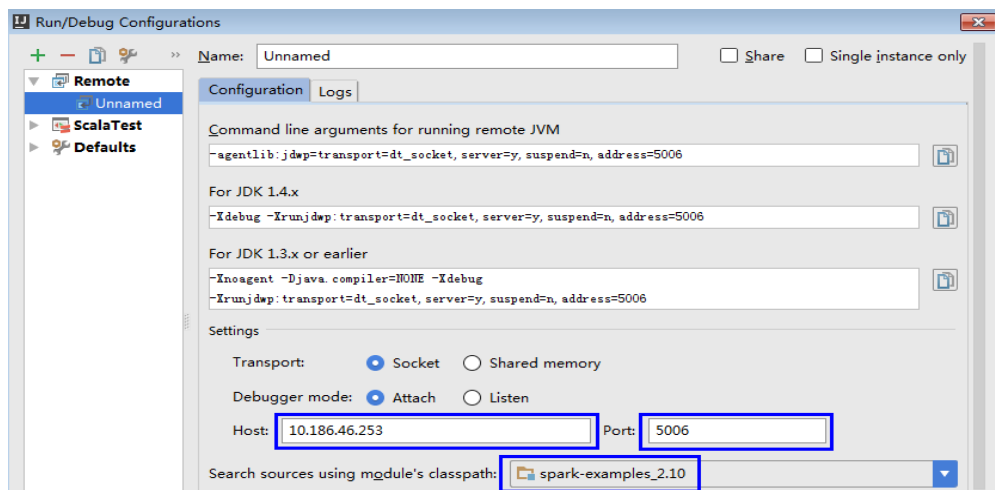 Run/Debug Configurations
Name: Unnamed Share Single instance only
Remote
Unnamed
ScalaTest
Defaults
Configuration Logs
Command line arguments for running remote JVM
-agentlib:jdwp=transport=dt_socket,server=y,suspend=n,address=5006
For JDK 1.4.x
-Xdebug -Xrunjdwp:transport=dt_socket,server=y,suspend=n,address=5006
For JDK 1.3.x or earlier
-Xnoagent -Djava.compiler=NONE -Xdebug
-Xrunjdwp:transport=dt_socket,server=y,suspend=n,address=5006
Settings
Transport: Socket Shared memory
Debugger mode: Attach Listen
Host: 10.186.46.253 Port: 5006
Search sources using module's classpath: spark-examples_2.10